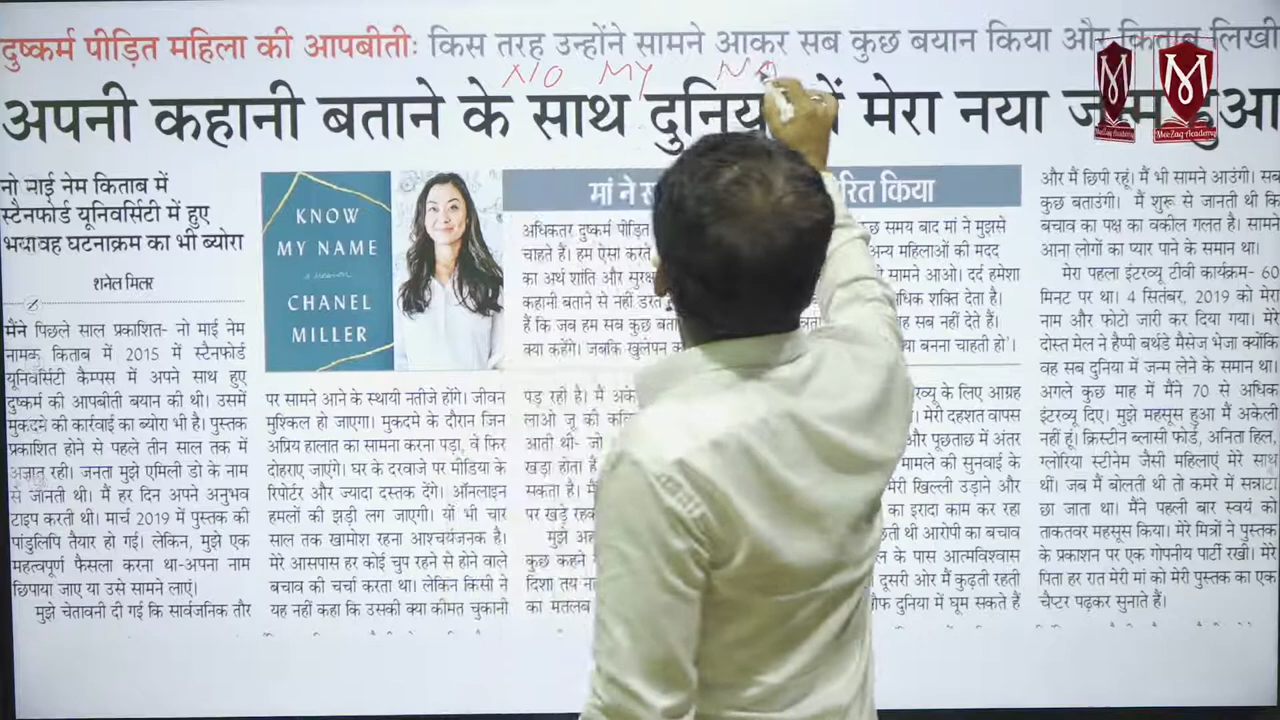 दुष्कर्म पीड़ित महिला की आपबीतीः किस तरह उन्होंने सामने आकर सब कुछ बयान किया और किताब लिखी
NO MY NA
अपनी कहानी बताने के साथ दुनिया में मेरा नया जन्म हुआ
MeeZaq Academy
MeeZaq Academy
नो माई नेम किताब में
स्टैनफोर्ड यूनिवर्सिटी में हुए
भयावह घटनाक्रम का भी ब्योरा
शनेल मिलर
मैंने पिछले साल प्रकाशित- नो माई नेम
नामक किताब में 2015 में स्टैनफोर्ड
यूनिवर्सिटी कैम्पस में अपने साथ हुए
दुष्कर्म की आपबीती बयान की थी। उसमें
मुकदमे की कार्रवाई का ब्योरा भी है। पुस्तक
प्रकाशित होने से पहले तीन साल तक में
अज्ञात रही। जनता मुझे एमिली डो के नाम
से जानती थी। मैं हर दिन अपने अनुभव
टाइप करती थी। मार्च 2019 में पुस्तक की
पांडुलिपि तैयार हो गई। लेकिन, मुझे एक
महत्वपूर्ण फैसला करना था-अपना नाम
छिपाया जाए या उसे सामने लाएं।
मुझे चेतावनी दी गई कि सार्वजनिक तौर
KNOW
MY NAME
a memoir
CHANEL
MILLER
पर सामने आने के स्थायी नतीजे होंगे। जीवन
मुश्किल हो जाएगा। मुकदमे के दौरान जिन
अप्रिय हालात का सामना करना पड़ा, वे फिर
दोहराए जाएंगे। घर के दरवाजे पर मीडिया के
रिपोर्टर और ज्यादा दस्तक देंगे। ऑनलाइन
हमलों की झड़ी लग जाएगी। यों भी चार
साल तक खामोश रहना आश्चर्यजनक है।
मेरे आसपास हर कोई चुप रहने से होने वाले
बचाव की चर्चा करता था। लेकिन किसी ने
यह नहीं कहा कि उसकी क्या कीमत चुकानी
मां ने रित किया
अधिकतर दुष्कर्म पीड़ित छ समय बाद मां ने मुझसे
चाहते हैं। हम ऐसा करत अन्य महिलाओं की मदद
का अर्थ शांति और सुरक्ष सामने आओ। दर्द हमेशा
कहानी बताने से नहीं डरते धिक शक्ति देता है।
हैं कि जब हम सब कुछ बता ह सब नहीं देते हैं।
क्या कहेंगे। जबकि खुलेपन क या बनना चाहती हो'।
पड़ रही है। मैं अके
लाओ जू की कवि
आती थी- जो
खड़ा होता है
सकता है। मैं
पर खड़े रहक
मुझे अह
कुछ कहने
दिशा तय न
का मतलब
रव्यू के लिए आग्रह
मेरी दहशत वापस
और पूछताछ में अंतर
मामले की सुनवाई के
मेरी खिल्ली उड़ाने और
का इरादा काम कर रहा
ती थी आरोपी का बचाव
ल के पास आत्मविश्वास
दूसरी ओर मैं कुढ़ती रहती
फ दुनिया में घूम सकते हैं
और मैं छिपी रहूं। मैं भी सामने आउंगी। सब
कुछ बताउंगी। मैं शुरू से जानती थी कि
बचाव का पक्ष का वकील गलत है। सामने
आना लोगों का प्यार पाने के समान था।
मेरा पहला इंटरव्यू टीवी कार्यक्रम- 60
मिनट पर था। 4 सितंबर, 2019 को मेरा
नाम और फोटो जारी कर दिया गया। मेरे
दोस्त मेल ने हैप्पी बर्थडे मैसेज भेजा क्योंकि
वह सब दुनिया में जन्म लेने के समान था।
अगले कुछ माह में मैंने 70 से अधिक
इंटरव्यू दिए। मुझे महसूस हुआ मैं अकेली
नहीं हूं। क्रिस्टीन ब्लासी फोर्ड, अनिता हिल,
ग्लोरिया स्टीनेम जैसी महिलाएं मेरे साथ
थीं। जब मैं बोलती थी तो कमरे में सन्नाटा
छा जाता था। मैंने पहली बार स्वयं को
ताकतवर महसूस किया। मेरे मित्रों ने पुस्तक
के प्रकाशन पर एक गोपनीय पार्टी रखी। मेरे
पिता हर रात मेरी मां को मेरी पुस्तक का एक
चैप्टर पढ़कर सुनाते हैं।